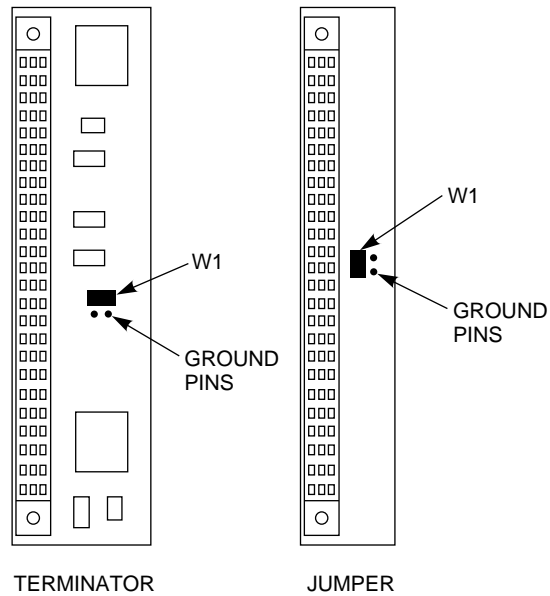 W1
GROUND
PINS
TERMINATOR
W1
GROUND
PINS
JUMPER